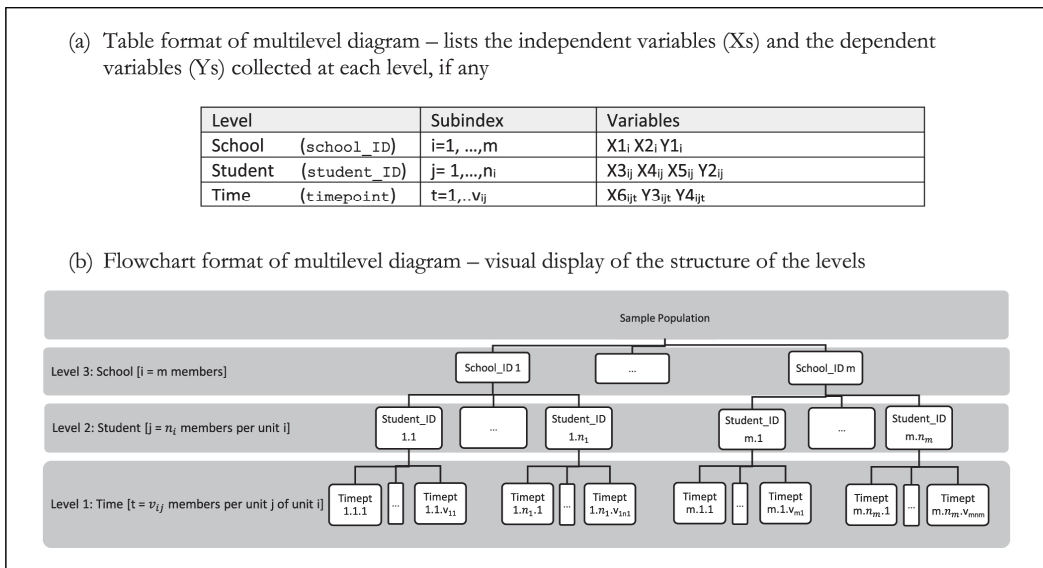 (a) Table format of multilevel diagram – lists the independent variables (Xs) and the dependent
variables (Ys) collected at each level, if any
Level Subindex Variables
School (school_ID) i=1, ...,m X1ᵢ X2ᵢ Y1ᵢ
Student (student_ID) j= 1,...,nᵢ X3ᵢⱼ X4ᵢⱼ X5ᵢⱼ Y2ᵢⱼ
Time (timepoint) t=1,..vᵢⱼ X6ᵢⱼₜ Y3ᵢⱼₜ Y4ᵢⱼₜ
(b) Flowchart format of multilevel diagram – visual display of the structure of the levels
Sample Population
Level 3: School [i = m members]
School_ID 1
...
School_ID m
Level 2: Student [j = nᵢ members per unit i]
Student_ID
1.1
...
Student_ID
1.n₁
Student_ID
m.1
...
Student_ID
m.nₘ
Level 1: Time [t = vᵢⱼ members per unit j of unit i]
Timept
1.1.1
...
Timept
1.1.v₁₁
Timept
1.n₁.1
...
Timept
1.n₁.v₁ₙ₁
Timept
m.1.1
...
Timept
m.1.vₘ₁
Timept
m.nₘ.1
...
Timept
m.nₘ.vₘₙₘ